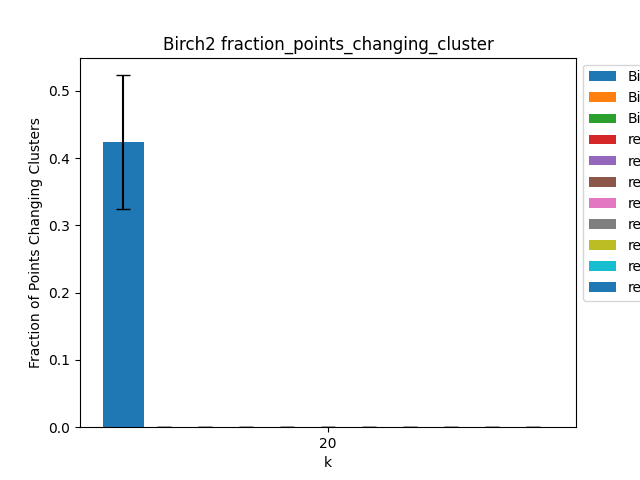 Birch2 fraction_points_changing_cluster
Fraction of Points Changing Clusters
0.5
0.4
0.3
0.2
0.1
0.0
20
k
Bi
Bi
Bi
re
re
re
re
re
re
re
re